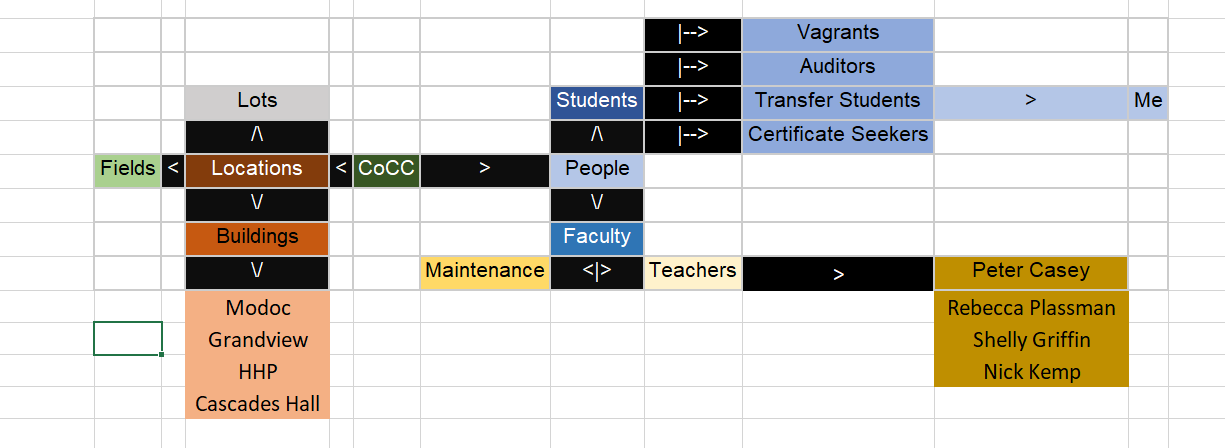 |--> Vagrants
|--> Auditors
Lots Students |--> Transfer Students > Me
/\ /\ |--> Certificate Seekers
Fields < Locations < CoCC > People
\/ \/
Buildings Faculty
\/ Maintenance <|> Teachers > Peter Casey
Modoc Rebecca Plassman
Grandview Shelly Griffin
HHP Nick Kemp
Cascades Hall